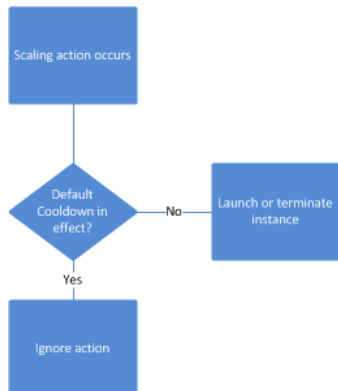 Scaling action occurs
Default
Cooldown in
effect?
No
Launch or terminate
instance
Yes
Ignore action